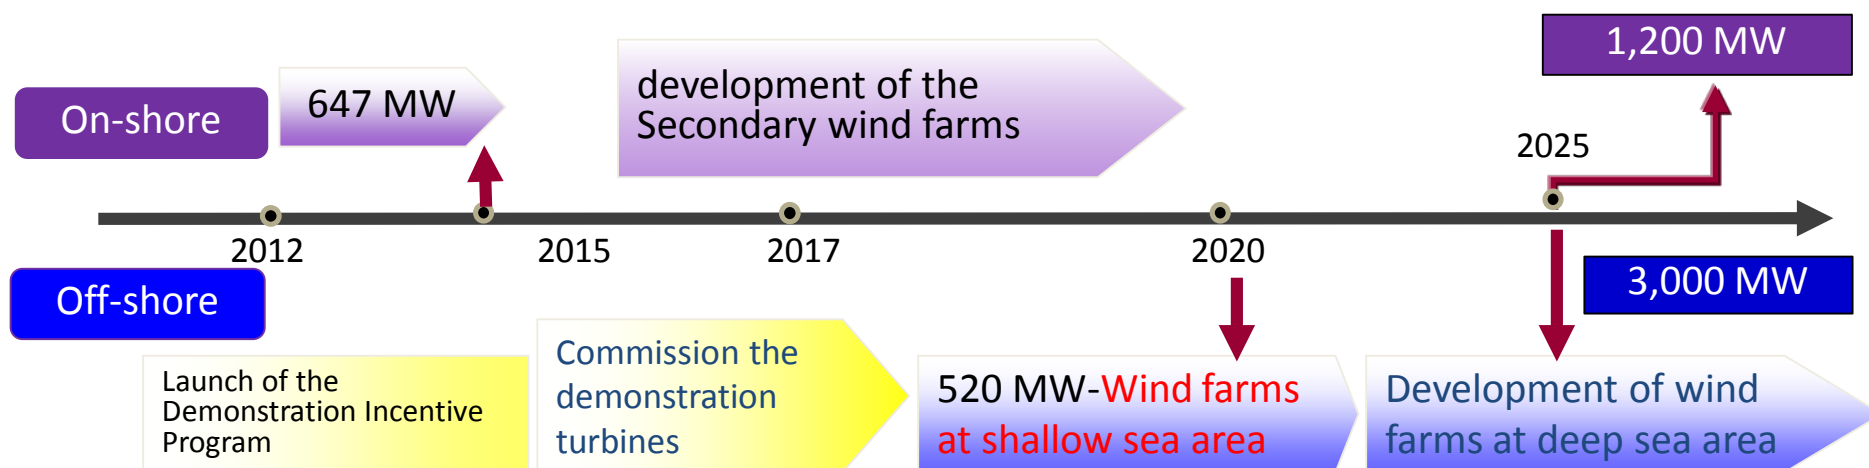 1,200 MW
On-shore
647 MW
development of the
Secondary wind farms
2025
2012
2015
2017
2020
Off-shore
3,000 MW
Launch of the
Demonstration Incentive
Program
Commission the
demonstration
turbines
520 MW-Wind farms
at shallow sea area
Development of wind
farms at deep sea area